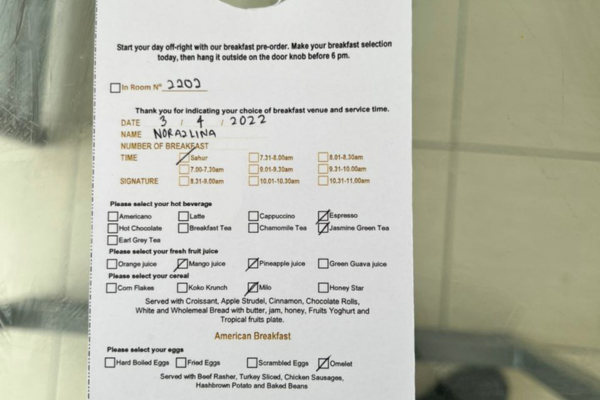 Start your day off-right with our breakfast pre-order. Make your breakfast selection
today, then hang it outside on the door knob before 6 pm.
In Room Nº 2202
Thank you for indicating your choice of breakfast venue and service time.
DATE 3 / 4 / 2022
NAME NORAZLINA
NUMBER OF BREAKFAST
TIME Sahur 7.31-8.00am 8.01-8.30am
7.00-7.30am 9.01-9.30am 9.31-10.00am
SIGNATURE 8.31-9.00am 10.01-10.30am 10.31-11.00am
Please select your hot beverage
Americano Latte Cappuccino Espresso
Hot Chocolate Breakfast Tea Chamomile Tea Jasmine Green Tea
Earl Grey Tea
Please select your fresh fruit juice
Orange juice Mango juice Pineapple juice Green Guava juice
Please select your cereal
Corn Flakes Koko Krunch Milo Honey Star
Served with Croissant, Apple Strudel, Cinnamon, Chocolate Rolls,
White and Wholemeal Bread with butter, jam, honey, Fruits Yoghurt and
Tropical fruits plate.
American Breakfast
Please select your eggs
Hard Boiled Eggs Fried Eggs Scrambled Eggs Omelet
Served with Beef Rasher, Turkey Sliced, Chicken Sausages,
Hashbrown Potato and Baked Beans